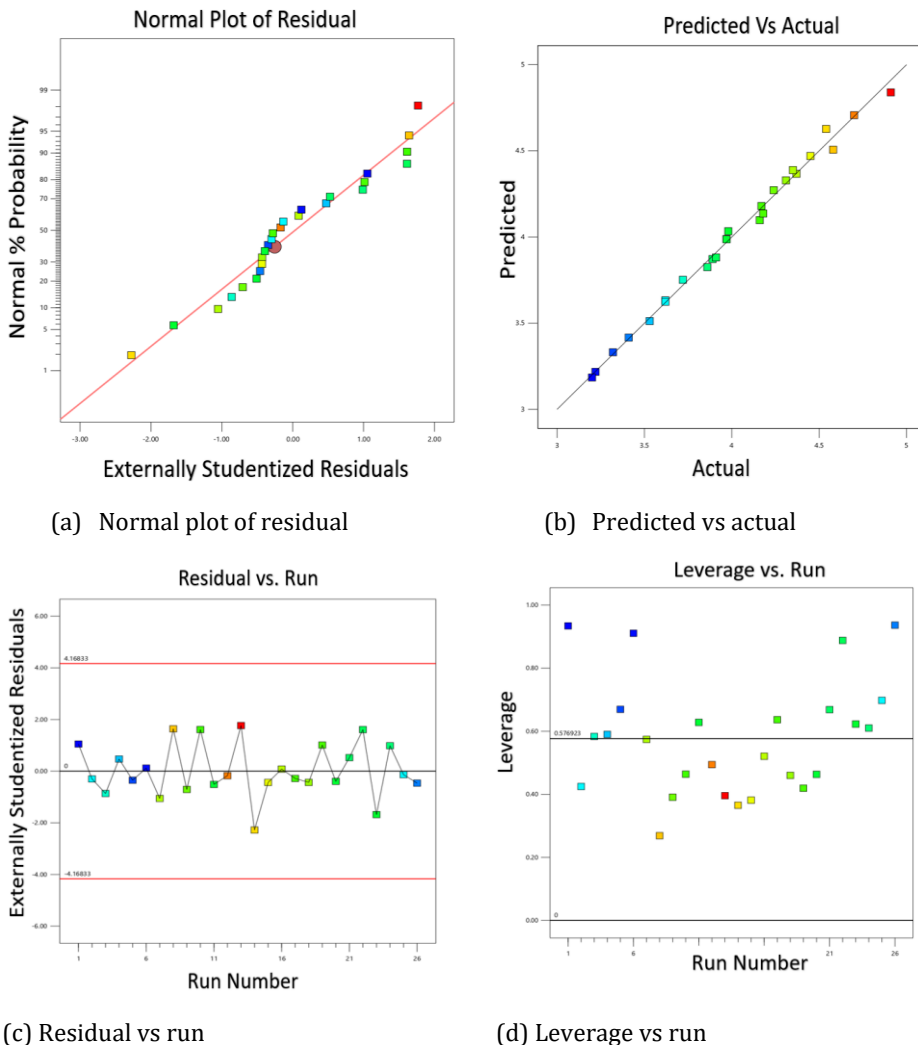 Normal Plot of Residual
Normal % Probability
99
95
90
80
70
50
30
20
10
5
1
-3.00 -2.00 -1.00 0.00 1.00 2.00
Externally Studentized Residuals
(a) Normal plot of residual
Predicted Vs Actual
Predicted
5
4.5
4
3.5
3
3 3.5 4 4.5 5
Actual
(b) Predicted vs actual
Residual vs. Run
Externally Studentized Residuals
6.00
4.16833
4.00
2.00
0
0.00
-2.00
-4.00
-4.16833
-6.00
1 6 11 16 21 26
Run Number
(c) Residual vs run
Leverage vs. Run
Leverage
1.00
0.80
0.576923
0.60
0.40
0.20
0
0.00
1 6 11 16 21 26
Run Number
(d) Leverage vs run